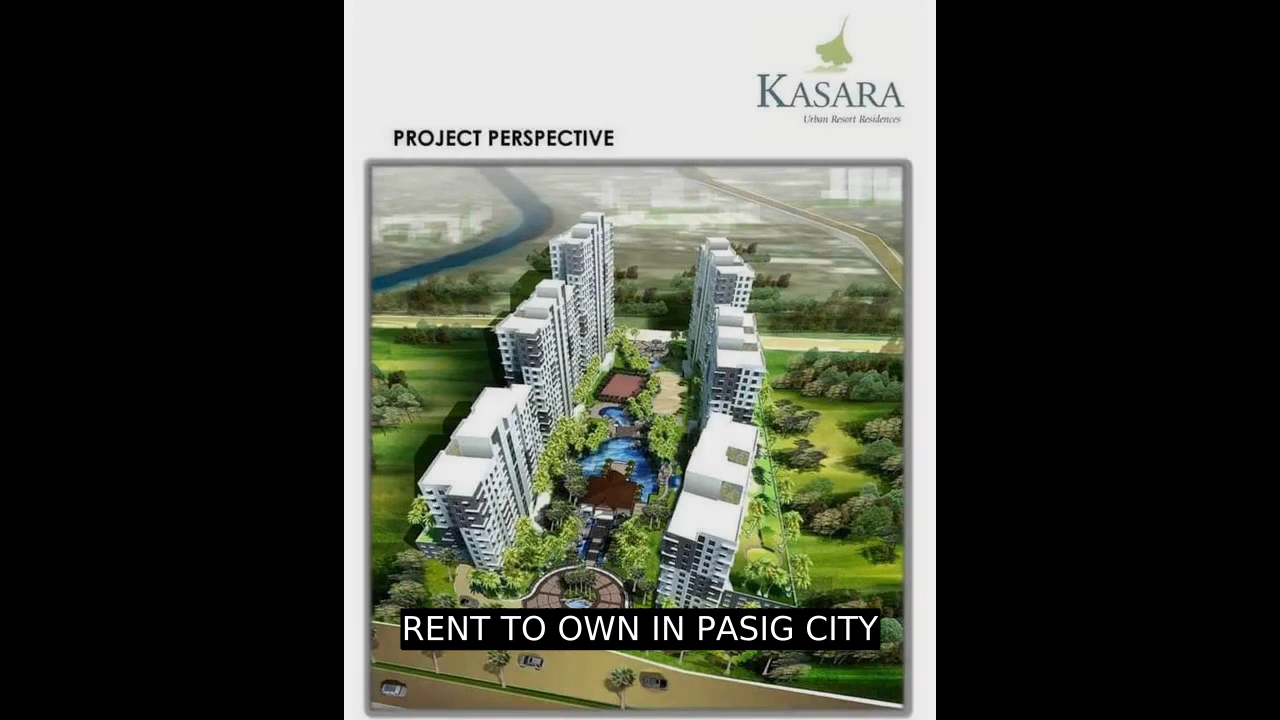 KASARA
Urban Resort Residences
PROJECT PERSPECTIVE
RENT TO OWN IN PASIG CITY